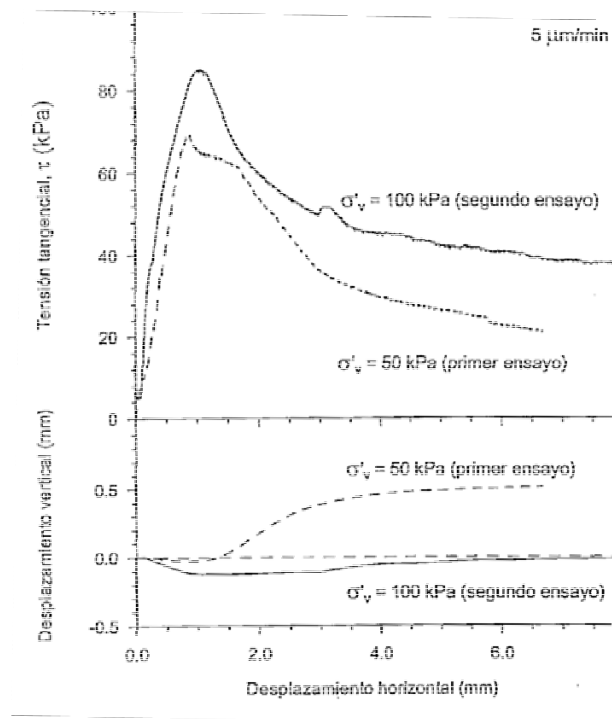 100
5 µm/min
80
Tensión tangencial, τ (kPa)
60
σ'v = 100 kPa (segundo ensayo)
40
20
σ'v = 50 kPa (primer ensayo)
0
Desplazamiento vertical (mm)
σ'v = 50 kPa (primer ensayo)
0.5
0.0
σ'v = 100 kPa (segundo ensayo)
-0.5
0.0 2.0 4.0 6.0
Desplazamiento horizontal (mm)